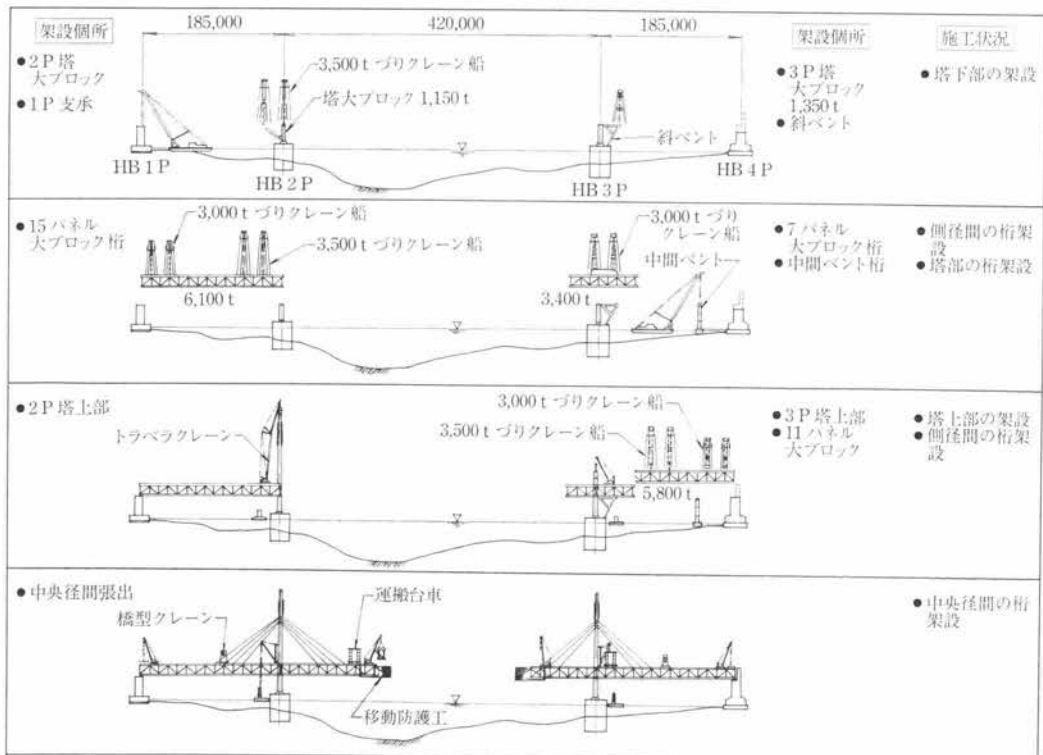 185,000
420,000
185,000
架設個所
● 2P塔
大ブロック
● 1P支承
3,500tづりクレーン船
塔大ブロック 1,150t
斜ベント
HB1P
HB2P
HB3P
HB4P
架設個所
● 3P塔
大ブロック
1,350t
● 斜ベント
施工状況
● 塔下部の架設
● 15パネル
大ブロック桁
3,000tづりクレーン船
3,500tづりクレーン船
6,100t
3,000tづり
クレーン船
中間ベント
3,400t
● 7パネル
大ブロック桁
● 中間ベント桁
● 側径間の桁架
設
● 塔部の桁架設
● 2P塔上部
トラベラクレーン
3,000tづりクレーン船
3,500tづりクレーン船
5,800t
● 3P塔上部
● 11パネル
大ブロック
● 塔上部の架設
● 側径間の桁架
設
● 中央径間張出
橋型クレーン
運搬台車
移動防護工
● 中央径間の桁
架設